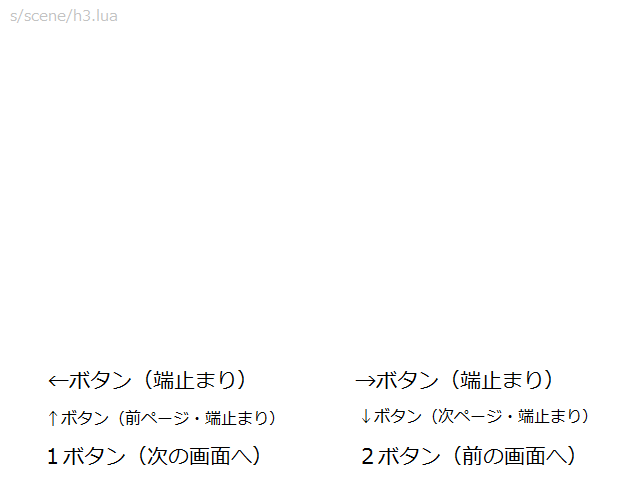 s/scene/h3.lua
←ボタン（端止まり） →ボタン（端止まり）
↑ボタン（前ページ・端止まり） ↓ボタン（次ページ・端止まり）
１ボタン（次の画面へ） ２ボタン（前の画面へ）